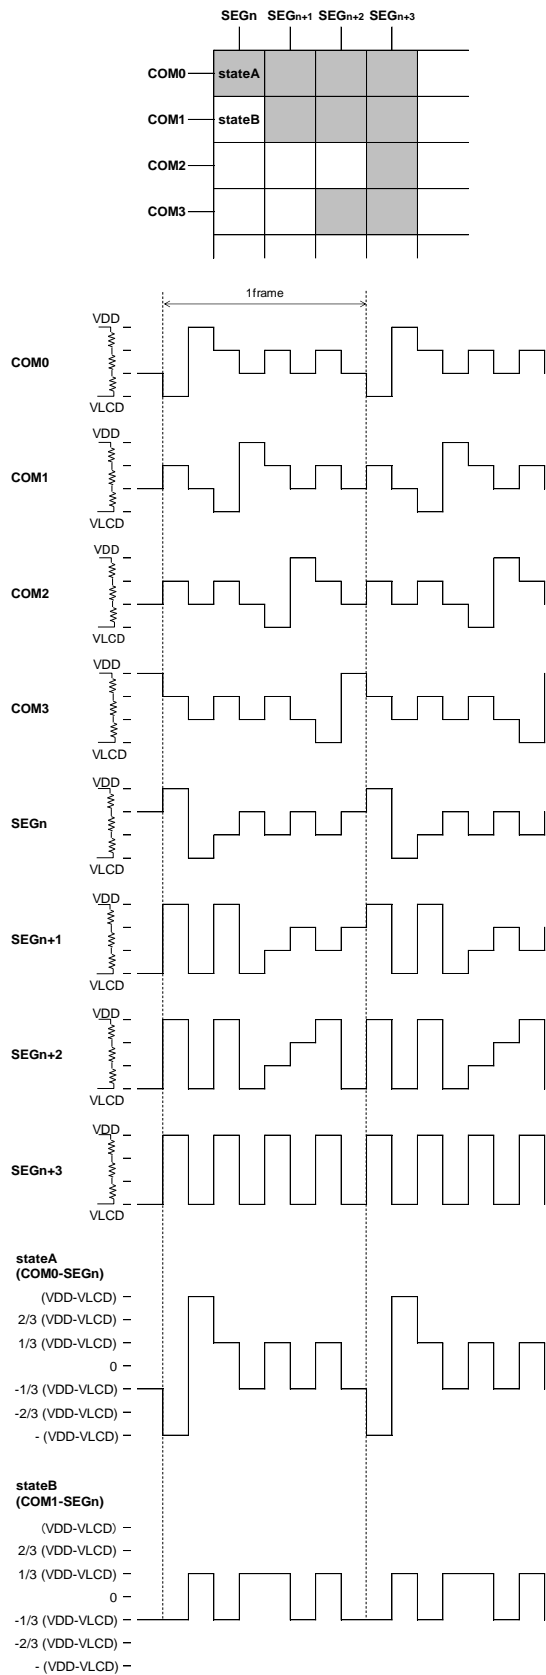 SEGn SEGn+1 SEGn+2 SEGn+3
COM0 stateA
COM1 stateB
COM2
COM3
1frame
VDD
COM0
VLCD
VDD
COM1
VLCD
VDD
COM2
VLCD
VDD
COM3
VLCD
VDD
SEGn
VLCD
VDD
SEGn+1
VLCD
VDD
SEGn+2
VLCD
VDD
SEGn+3
VLCD
stateA
(COM0-SEGn)
(VDD-VLCD)
2/3 (VDD-VLCD)
1/3 (VDD-VLCD)
0
-1/3 (VDD-VLCD)
-2/3 (VDD-VLCD)
- (VDD-VLCD)
stateB
(COM1-SEGn)
(VDD-VLCD)
2/3 (VDD-VLCD)
1/3 (VDD-VLCD)
0
-1/3 (VDD-VLCD)
-2/3 (VDD-VLCD)
- (VDD-VLCD)